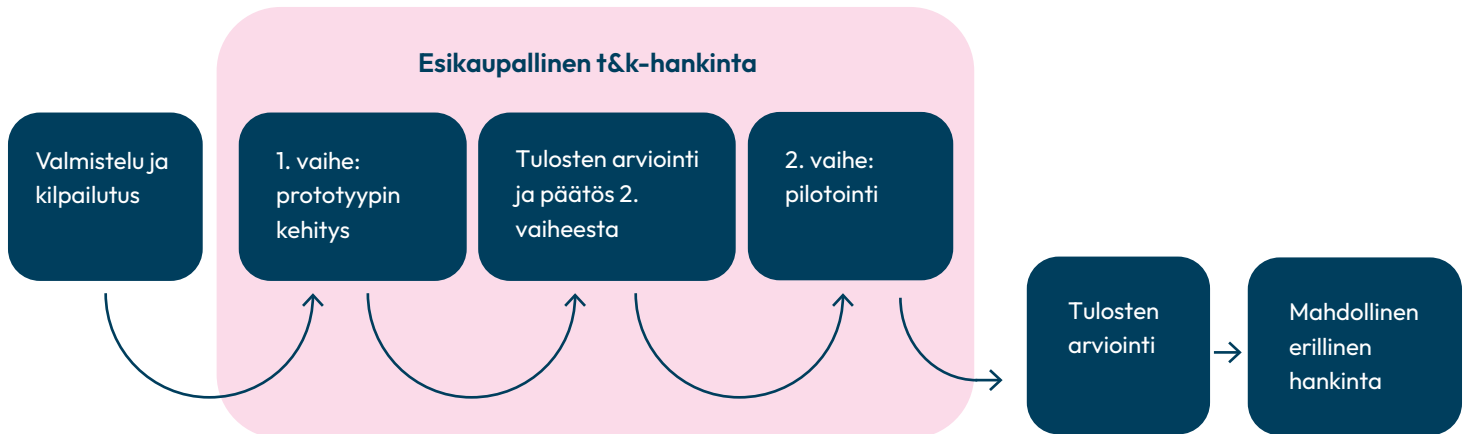 Esikaupallinen t&k-hankinta
Valmistelu ja
kilpailutus
1. vaihe:
prototyypin
kehitys
Tulosten arviointi
ja päätös 2.
vaiheesta
2. vaihe:
pilotointi
Tulosten
arviointi
Mahdollinen
erillinen
hankinta